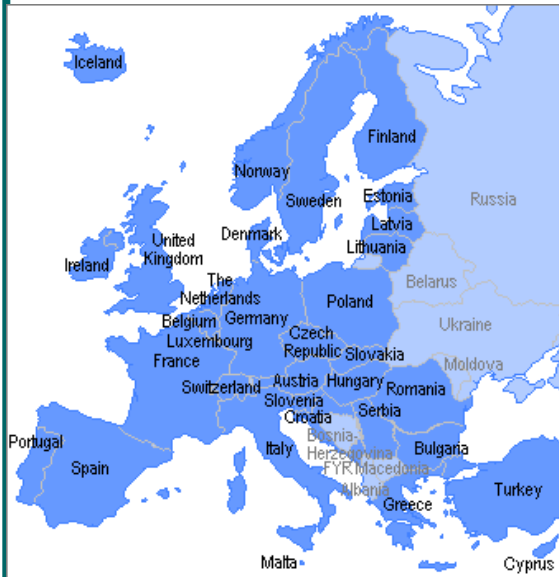 Iceland
Finland
Norway
Sweden
Russia
Estonia
Latvia
Denmark
Lithuania
United
Kingdom
Ireland
Belarus
The
Netherlands
Poland
Belgium
Germany
Ukraine
Czech
Republic
Luxembourg
Slovakia
France
Moldova
Switzerland
Austria
Hungary
Romania
Slovenia
Serbia
Croatia
Bosnia-
Herzegovina
Portugal
Italy
Bulgaria
Spain
FYR Macedonia
Albania
Turkey
Greece
Malta
Cyprus